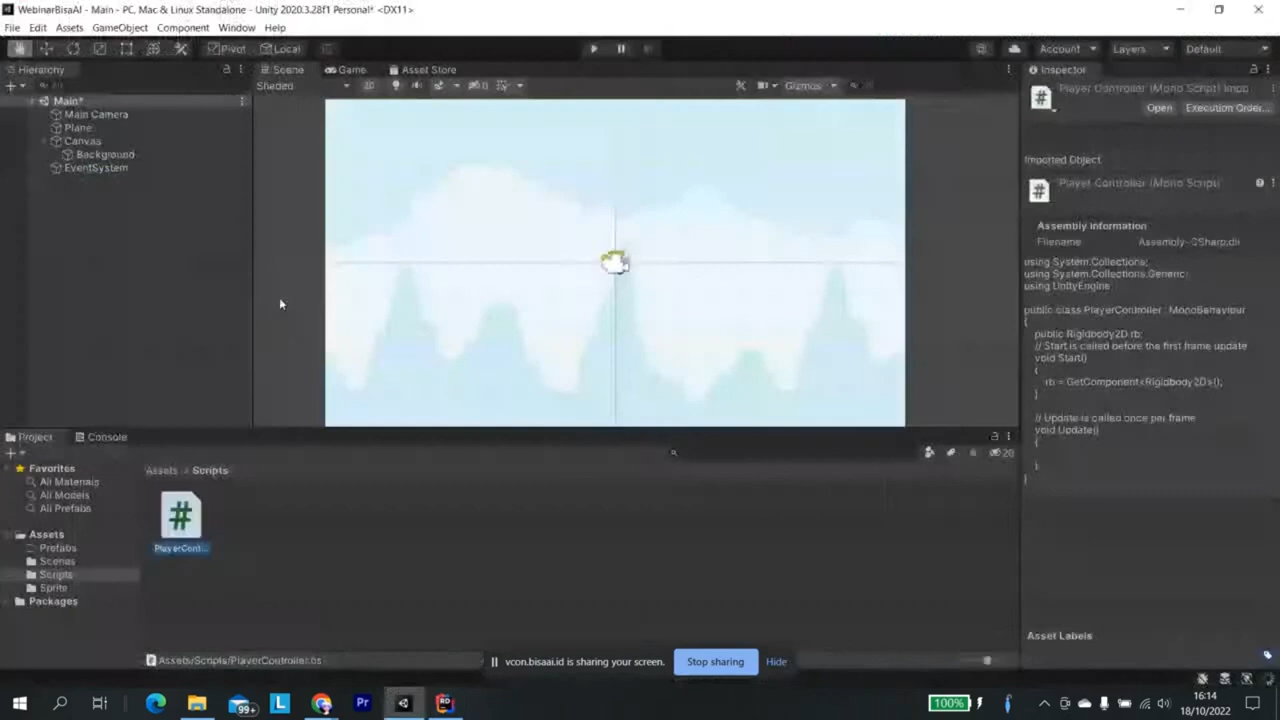 WebinarBisaAI - Main - PC, Mac & Linux Standalone - Unity 2020.3.28f1 Personal* <DX11>
File Edit Assets GameObject Component Window Help
Pivot Local Account Layers Default
Hierarchy Scene Game Asset Store Inspector
Shaded 2D Gizmos
Main*
Main Camera
Plane
Canvas
Background
EventSystem
Player Controller (Mono Script) Impo
Open Execution Order...
Imported Object
Player Controller (Mono Script)
Assembly Information
Filename Assembly-CSharp.dll
using System.Collections;
using System.Collections.Generic;
using UnityEngine
public class PlayerController : MonoBehaviour
{
public Rigidbody2D rb;
// Start is called before the first frame update
void Start()
{
rb = GetComponent<Rigidbody2D>();
}
// Update is called once per frame
void Update()
{
}
}
Project Console
20
Favorites
All Materials
All Models
All Prefabs
Assets
Prefabs
Scenes
Scripts
Sprite
Packages
Assets > Scripts
#
PlayerCont...
Asset Labels
Assets/Scripts/PlayerController.cs
vcon.bisaai.id is sharing your screen. Stop sharing Hide
99+ L Pr RD
100%
16:14
18/10/2022